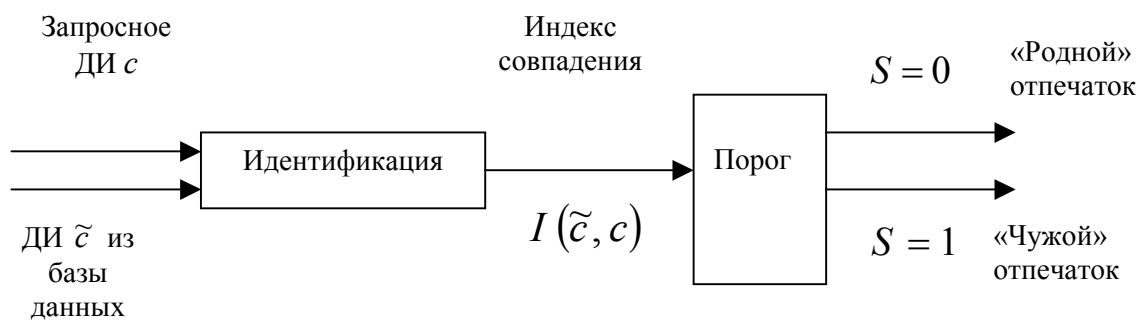 Запросное
ДИ c
Индекс
совпадения
S = 0
«Родной»
отпечаток
Идентификация
Порог
I (c̃, c)
ДИ c̃ из
базы
данных
S = 1
«Чужой»
отпечаток